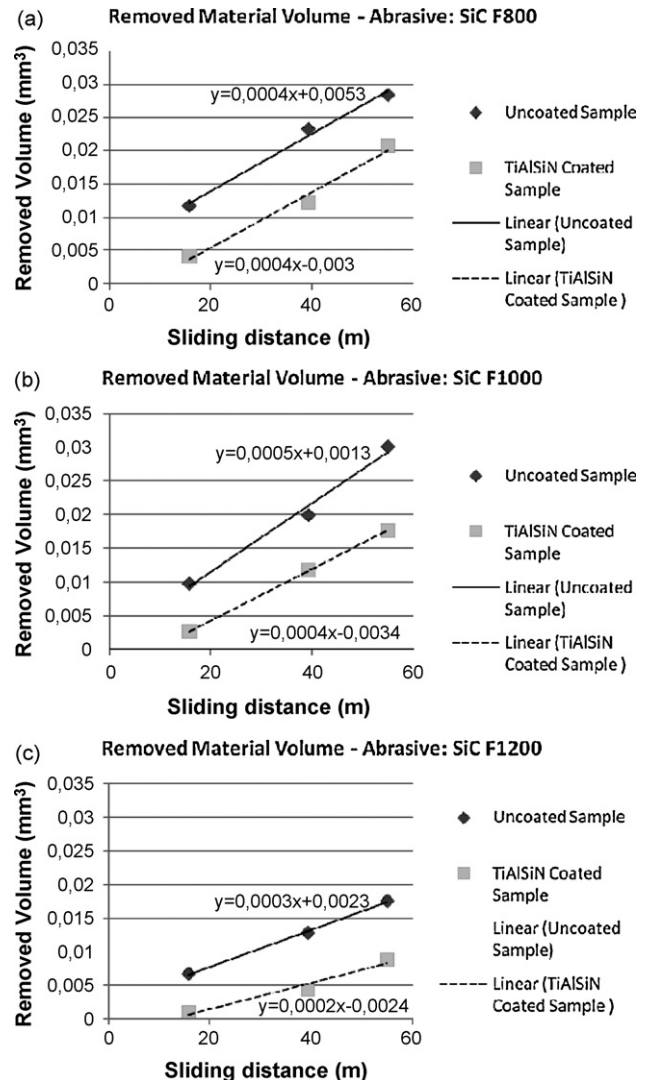 (a) Removed Material Volume - Abrasive: SiC F800
Removed Volume (mm³)
0,035
0,03
0,025
0,02
0,015
0,01
0,005
0
y=0,0004x+0,0053
y=0,0004x-0,003
0 20 40 60
Sliding distance (m)
Uncoated Sample
TiAlSiN Coated
Sample
Linear (Uncoated
Sample)
Linear (TiAlSiN
Coated Sample )
(b) Removed Material Volume - Abrasive: SiC F1000
Removed Volume (mm³)
0,035
0,03
0,025
0,02
0,015
0,01
0,005
0
y=0,0005x+0,0013
y=0,0004x-0,0034
0 20 40 60
Sliding distance (m)
Uncoated Sample
TiAlSiN Coated
Sample
Linear (Uncoated
Sample)
Linear (TiAlSiN
Coated Sample )
(c) Removed Material Volume - Abrasive: SiC F1200
Removed Volume (mm³)
0,035
0,03
0,025
0,02
0,015
0,01
0,005
0
y=0,0003x+0,0023
y=0,0002x-0,0024
0 20 40 60
Sliding distance (m)
Uncoated Sample
TiAlSiN Coated
Sample
Linear (Uncoated
Sample)
Linear (TiAlSiN
Coated Sample )